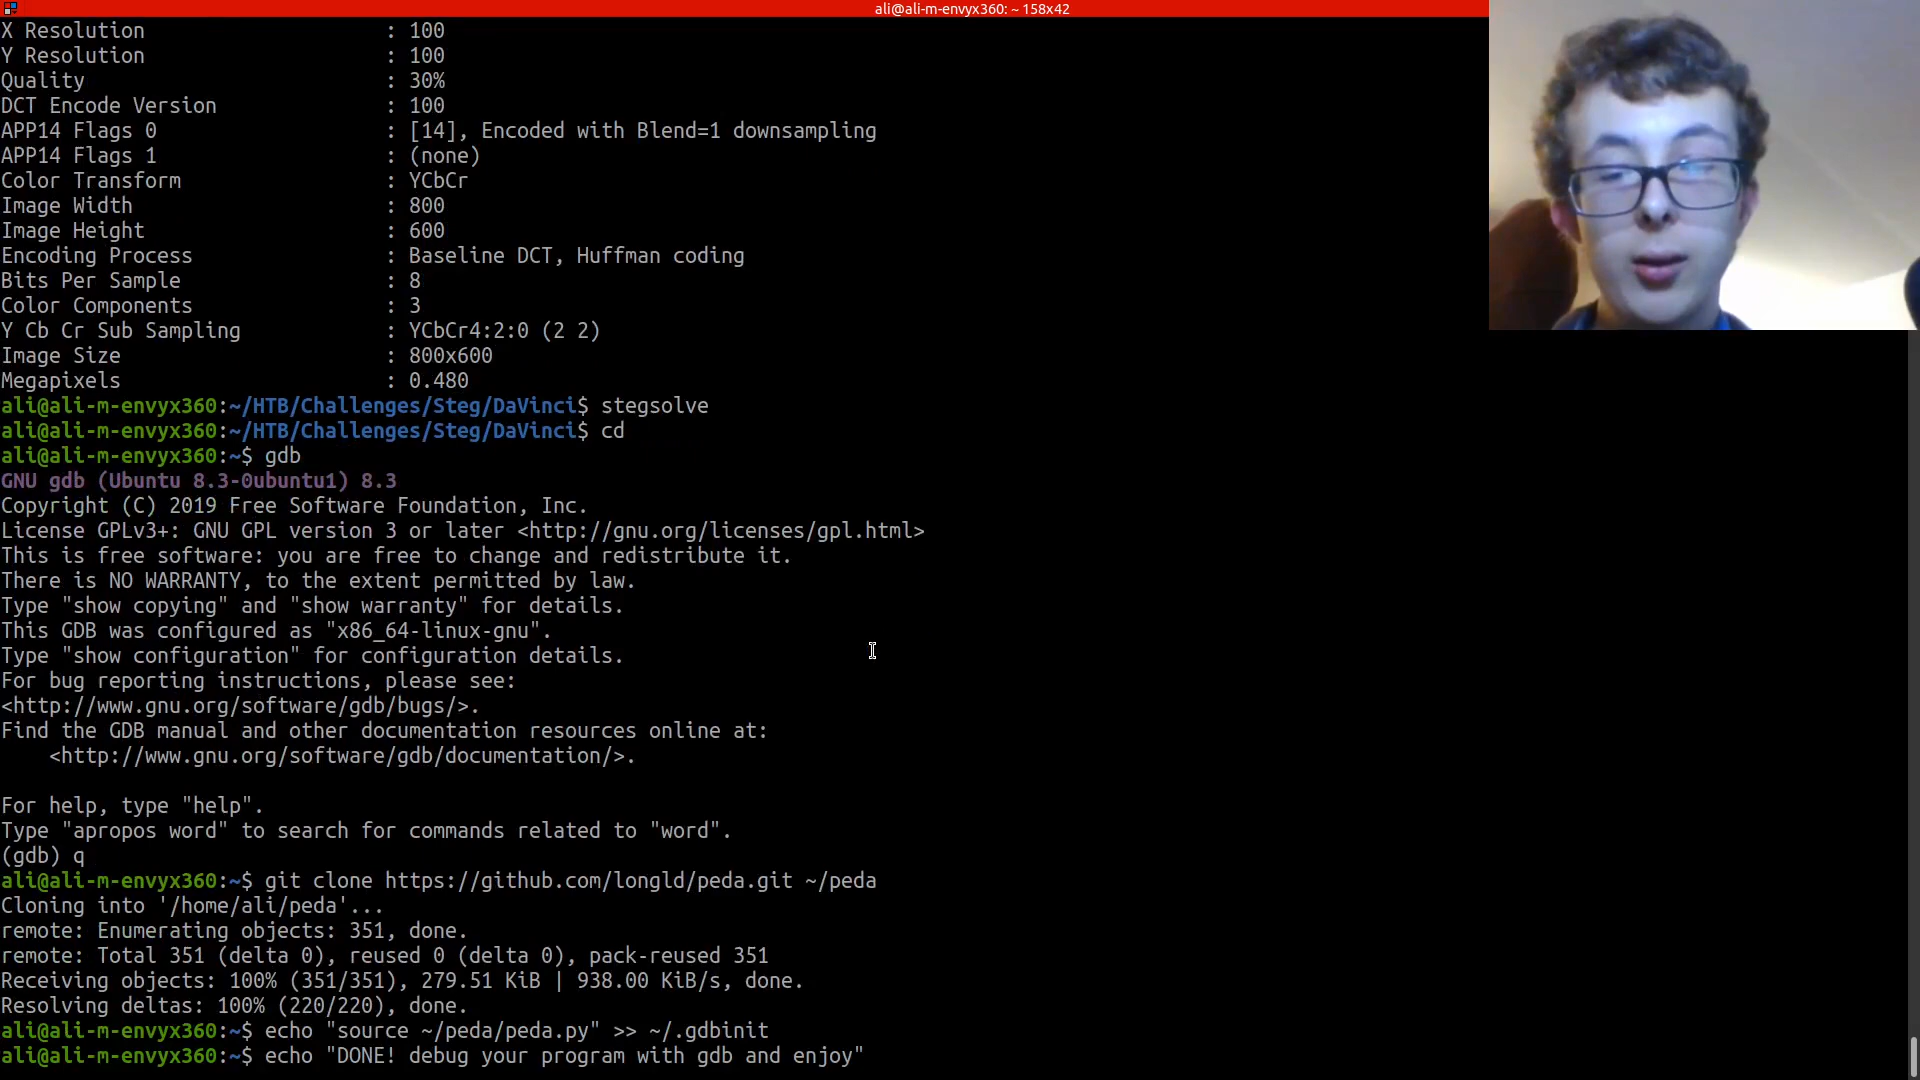 ali@ali-m-envyx360: ~ 158x42
X Resolution : 100
Y Resolution : 100
Quality : 30%
DCT Encode Version : 100
APP14 Flags 0 : [14], Encoded with Blend=1 downsampling
APP14 Flags 1 : (none)
Color Transform : YCbCr
Image Width : 800
Image Height : 600
Encoding Process : Baseline DCT, Huffman coding
Bits Per Sample : 8
Color Components : 3
Y Cb Cr Sub Sampling : YCbCr4:2:0 (2 2)
Image Size : 800x600
Megapixels : 0.480
ali@ali-m-envyx360:~/HTB/Challenges/Steg/DaVinci$ stegsolve
ali@ali-m-envyx360:~/HTB/Challenges/Steg/DaVinci$ cd
ali@ali-m-envyx360:~$ gdb
GNU gdb (Ubuntu 8.3-0ubuntu1) 8.3
Copyright (C) 2019 Free Software Foundation, Inc.
License GPLv3+: GNU GPL version 3 or later <http://gnu.org/licenses/gpl.html>
This is free software: you are free to change and redistribute it.
There is NO WARRANTY, to the extent permitted by law.
Type "show copying" and "show warranty" for details.
This GDB was configured as "x86_64-linux-gnu".
Type "show configuration" for configuration details.
For bug reporting instructions, please see:
<http://www.gnu.org/software/gdb/bugs/>.
Find the GDB manual and other documentation resources online at:
<http://www.gnu.org/software/gdb/documentation/>.
For help, type "help".
Type "apropos word" to search for commands related to "word".
(gdb) q
ali@ali-m-envyx360:~$ git clone https://github.com/longld/peda.git ~/peda
Cloning into '/home/ali/peda'...
remote: Enumerating objects: 351, done.
remote: Total 351 (delta 0), reused 0 (delta 0), pack-reused 351
Receiving objects: 100% (351/351), 279.51 KiB | 938.00 KiB/s, done.
Resolving deltas: 100% (220/220), done.
ali@ali-m-envyx360:~$ echo "source ~/peda/peda.py" >> ~/.gdbinit
ali@ali-m-envyx360:~$ echo "DONE! debug your program with gdb and enjoy"